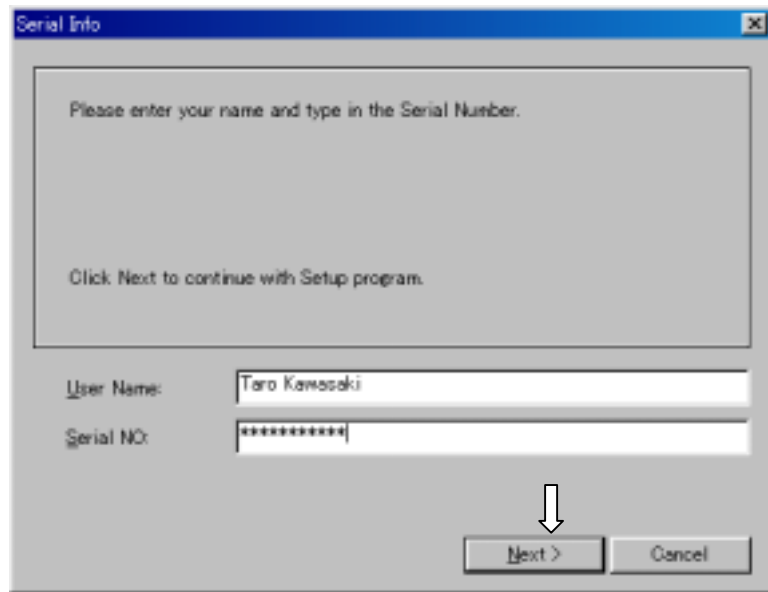 Serial Info
Please enter your name and type in the Serial Number.
Click Next to continue with Setup program.
User Name: Taro Kawasaki
Serial NO: ***********
Next > Cancel